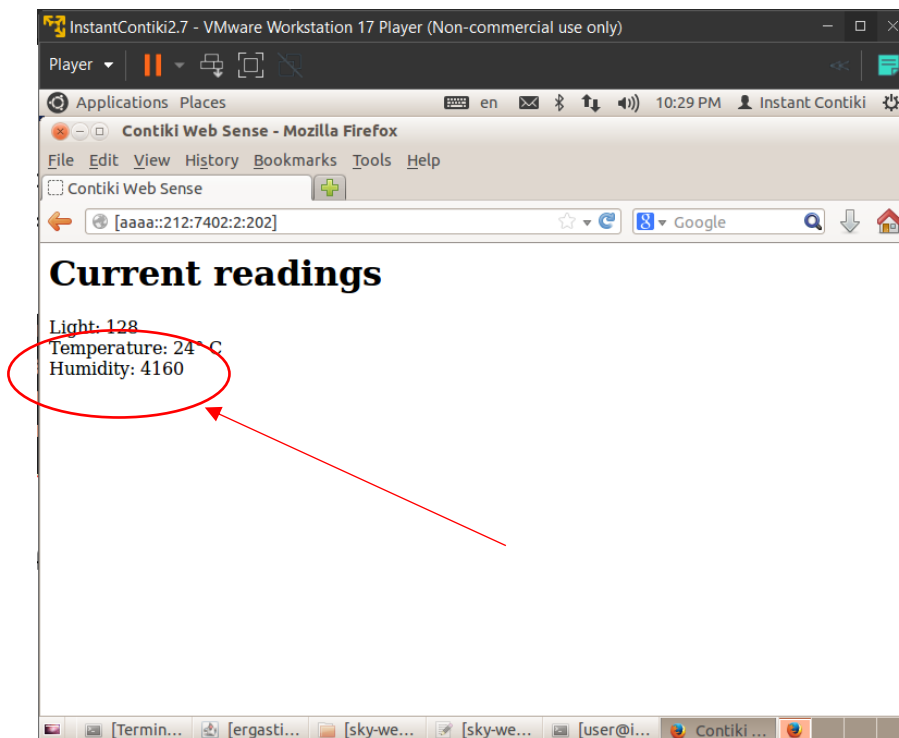 InstantContiki2.7 - VMware Workstation 17 Player (Non-commercial use only)
Player
Applications Places en 10:29 PM Instant Contiki
Contiki Web Sense - Mozilla Firefox
File Edit View History Bookmarks Tools Help
Contiki Web Sense
[aaaa::212:7402:2:202] Google
Current readings
Light: 128
Temperature: 24° C
Humidity: 4160
[Termin... [ergasti... [sky-we... [sky-we... [user@i... Contiki ...